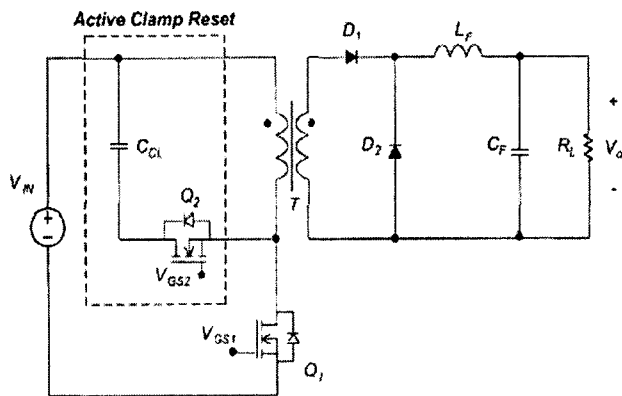 Active Clamp Reset
D1
LF
CCL
D2
CF
RL
+
Vo
-
VIN
+
-
Q2
T
VGS2
VGS1
Q1